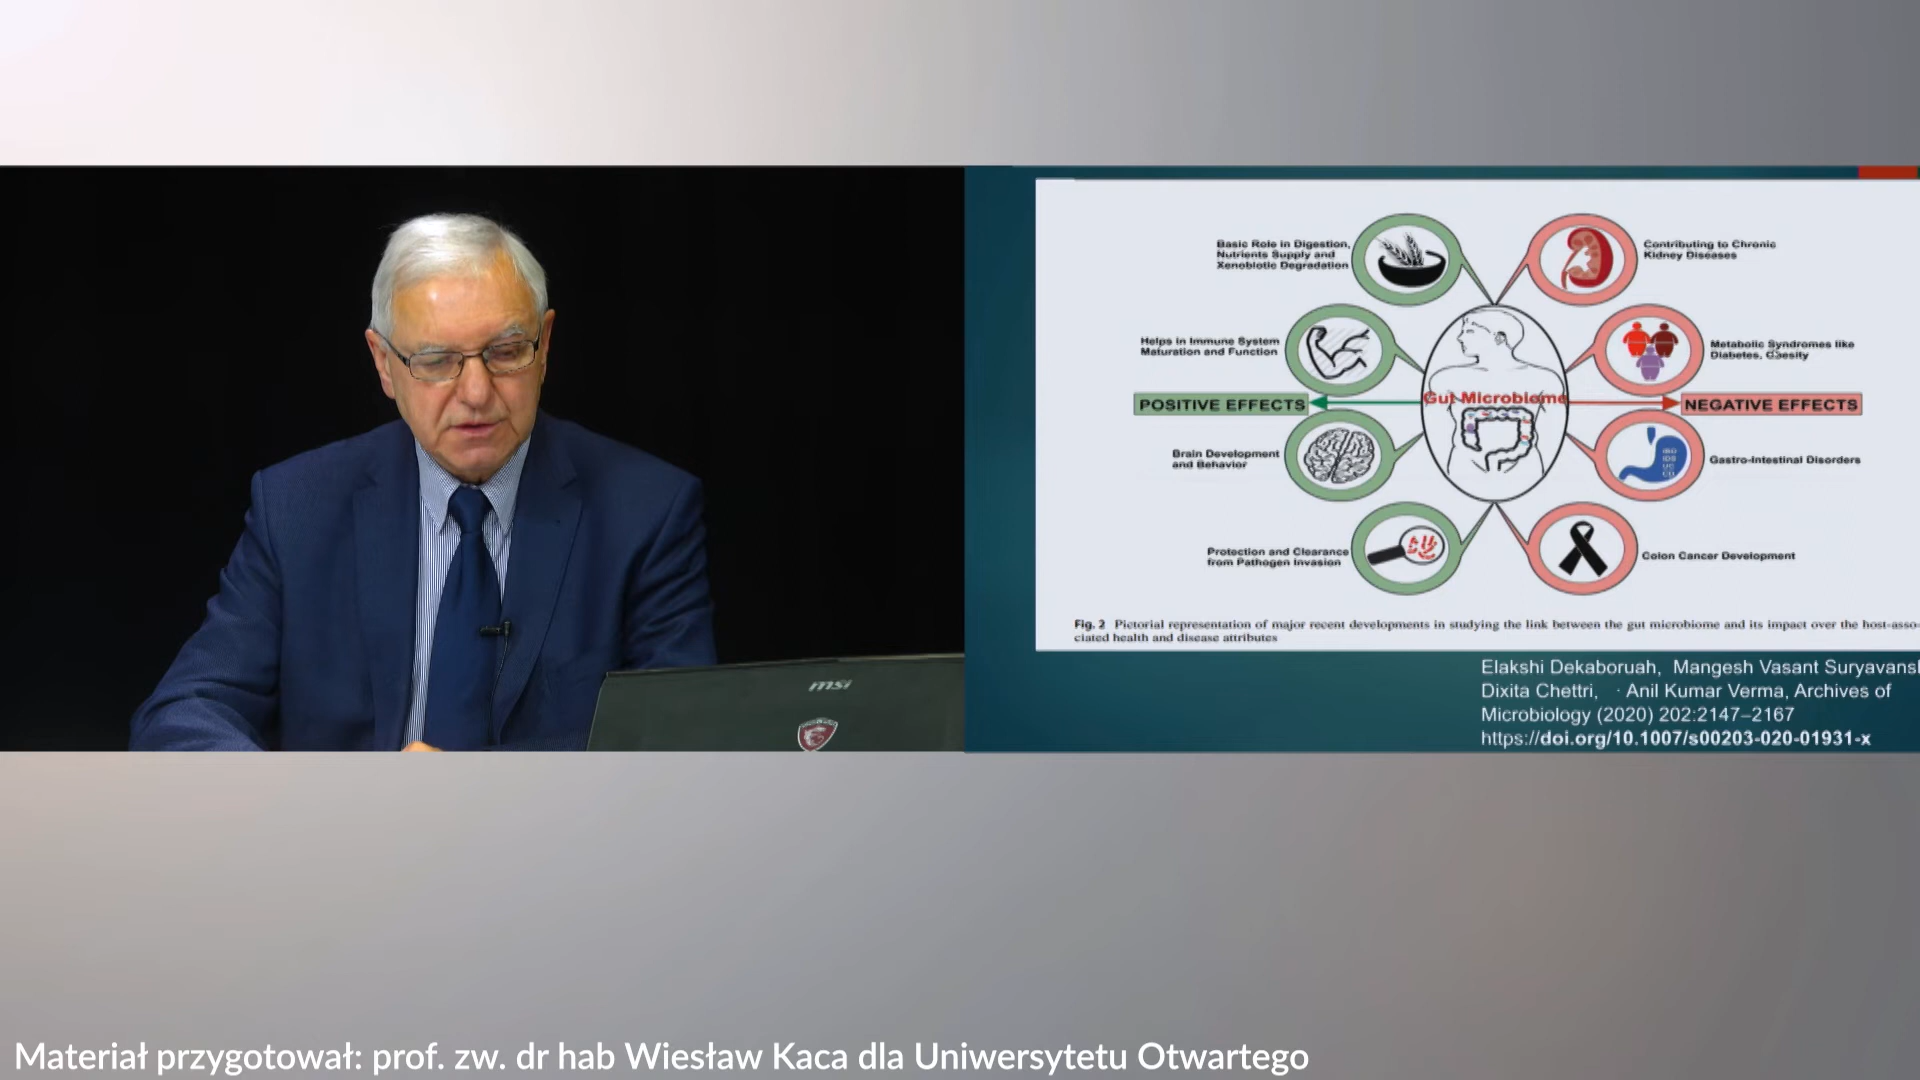 Basic Role in Digestion,
Nutrients Supply and
Xenobiotic Degradation
Contributing to Chronic
Kidney Diseases
Helps in Immune System
Maturation and Function
Metabolic Syndromes like
Diabetes, Obesity
POSITIVE EFFECTS
Gut Microbiome
NEGATIVE EFFECTS
Brain Development
and Behavior
IBD
IDS
UC
CD
Gastro-Intestinal Disorders
Protection and Clearance
from Pathogen Invasion
Colon Cancer Development
Fig. 2 Pictorial representation of major recent developments in studying the link between the gut microbiome and its impact over the host-asso-
ciated health and disease attributes
Elakshi Dekaboruah, Mangesh Vasant
Dixita Chettri, · Anil Kumar Verma, Archives of
Microbiology (2020) 202:2147–2167
https://doi.org/10.1007/s00203-020-01931-x
msi
Materiał przygotował: prof. zw. dr hab Wiesław Kaca dla Uniwersytetu Otwartego